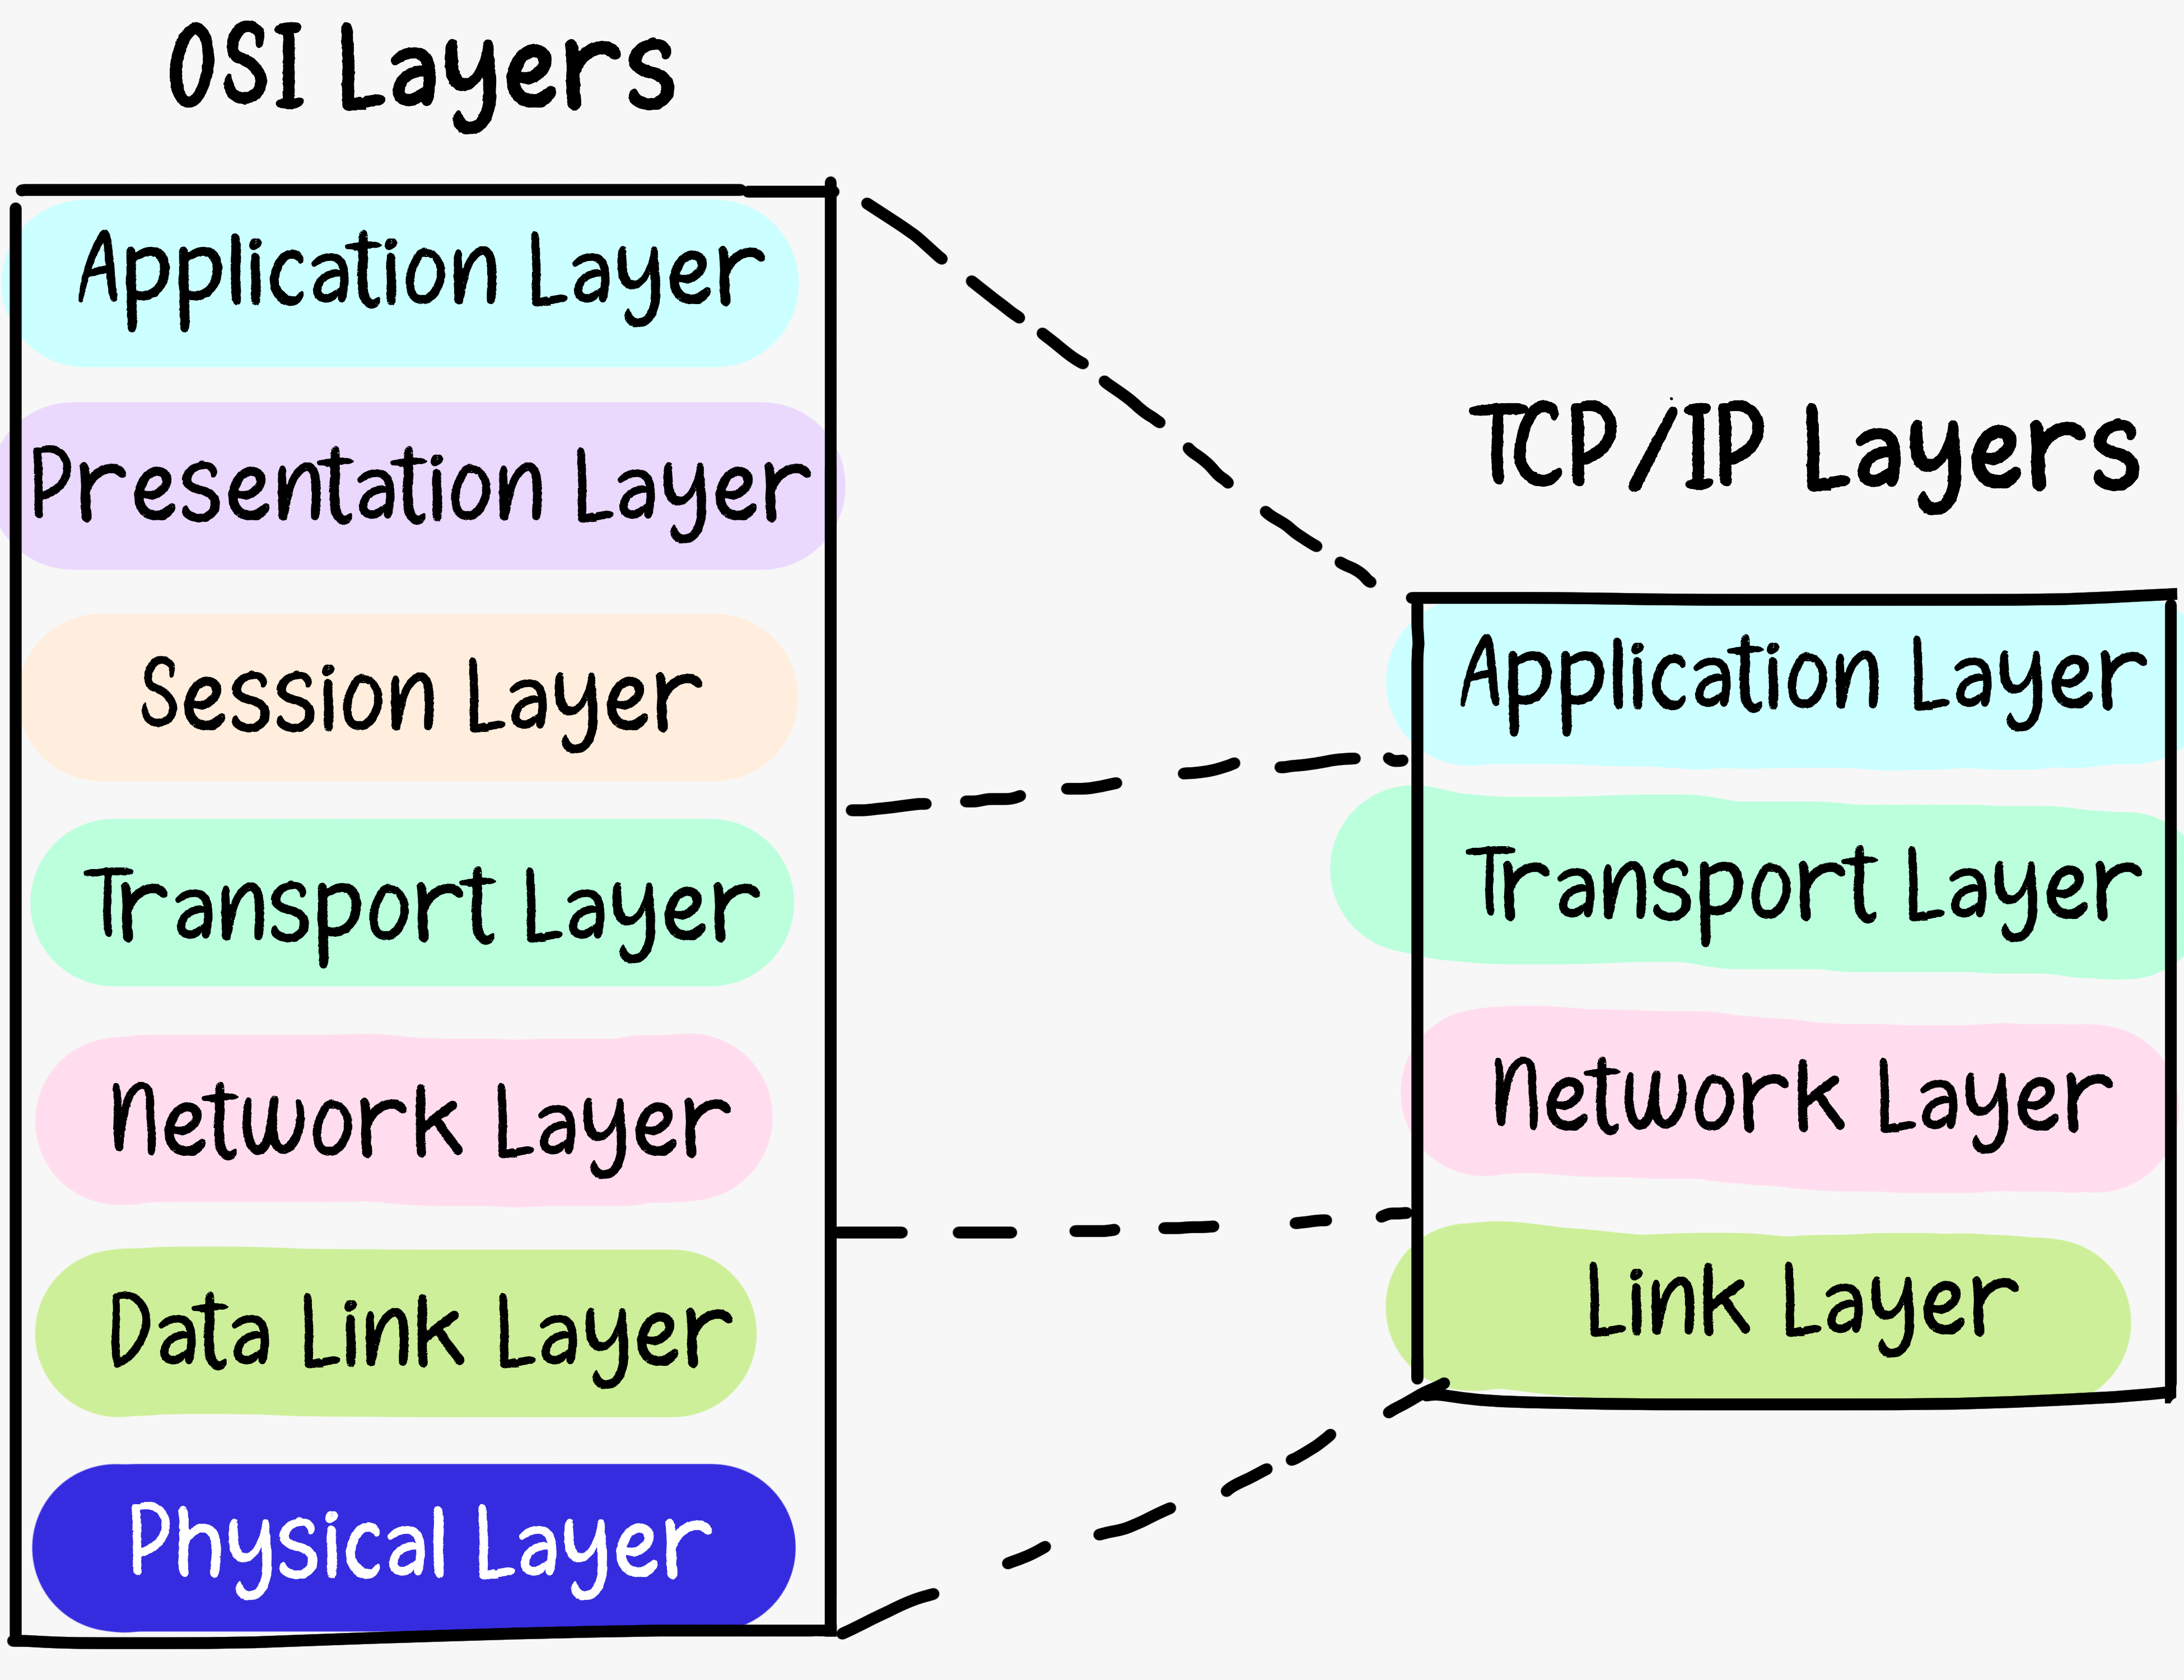 OSI Layers
Application Layer
Presentation Layer
Session Layer
Transport Layer
Network Layer
Data Link Layer
Physical Layer
TCP/IP Layers
Application Layer
Transport Layer
Network Layer
Link Layer